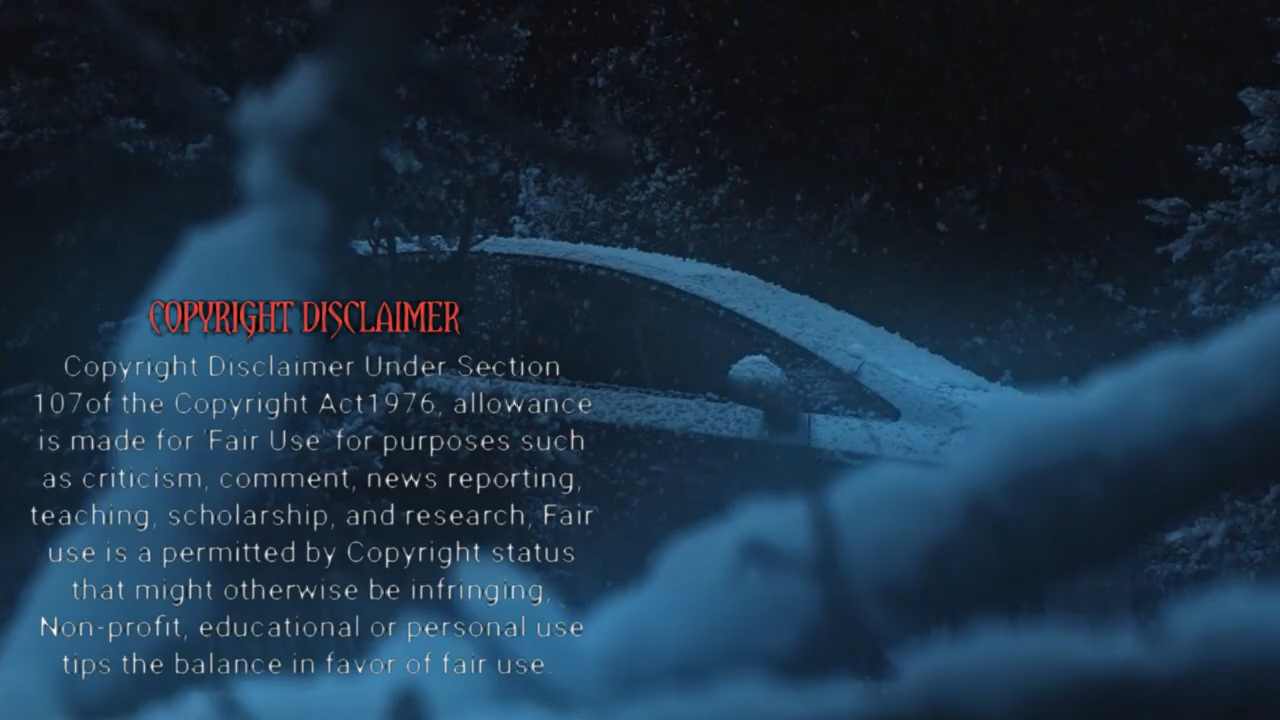 COPYRIGHT DISCLAIMER
Copyright Disclaimer Under Section
107of the Copyright Act1976, allowance
is made for 'Fair Use' for purposes such
as criticism, comment, news reporting,
teaching, scholarship, and research, Fair
use is a permitted by Copyright status
that might otherwise be infringing,
Non-profit, educational or personal use
tips the balance in favor of fair use.